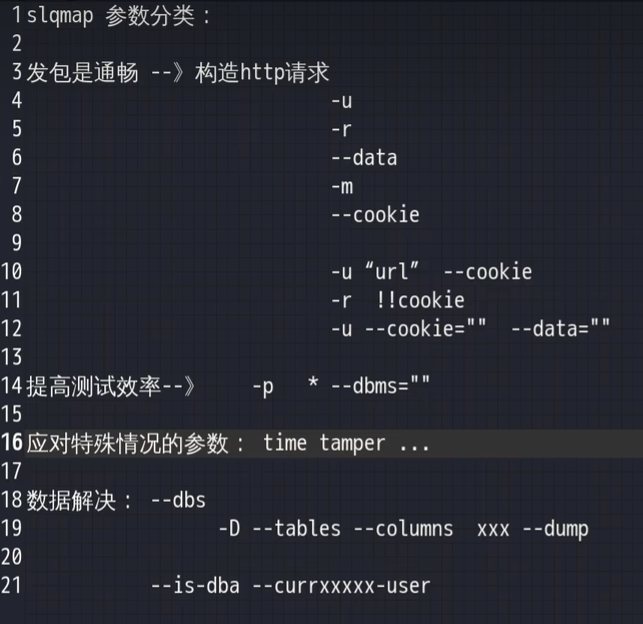 1 slqmap 参数分类：
2
3 发包是通畅 --》构造http请求
4 -u
5 -r
6 --data
7 -m
8 --cookie
9
10 -u “url” --cookie
11 -r !!cookie
12 -u --cookie="" --data=""
13
14 提高测试效率--》 -p * --dbms=""
15
16 应对特殊情况的参数： time tamper ...
17
18 数据解决： --dbs
19 -D --tables --columns xxx --dump
20
21 --is-dba --currxxxxx-user